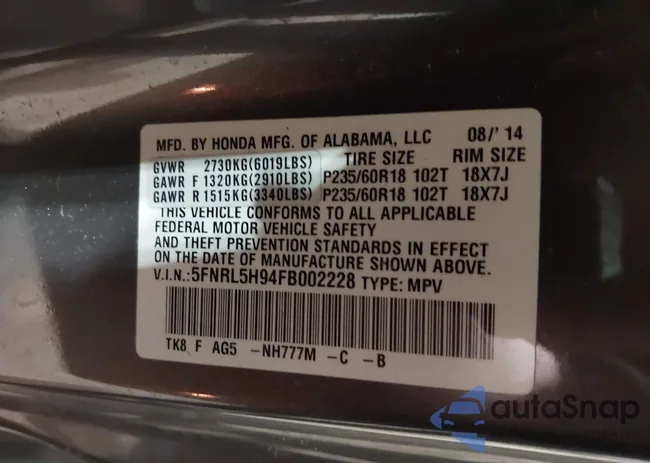 MFD. BY HONDA MFG. OF ALABAMA, LLC 08/' 14
GVWR 2730KG(6019LBS) TIRE SIZE RIM SIZE
GAWR F 1320KG(2910LBS) P235/60R18 102T 18X7J
GAWR R 1515KG(3340LBS) P235/60R18 102T 18X7J
THIS VEHICLE CONFORMS TO ALL APPLICABLE
FEDERAL MOTOR VEHICLE SAFETY
AND THEFT PREVENTION STANDARDS IN EFFECT
ON THE DATE OF MANUFACTURE SHOWN ABOVE.
V.I.N.:5FNRL5H94FB002228 TYPE: MPV
TK8 F AG5 -NH777M -C -B
autaSnap